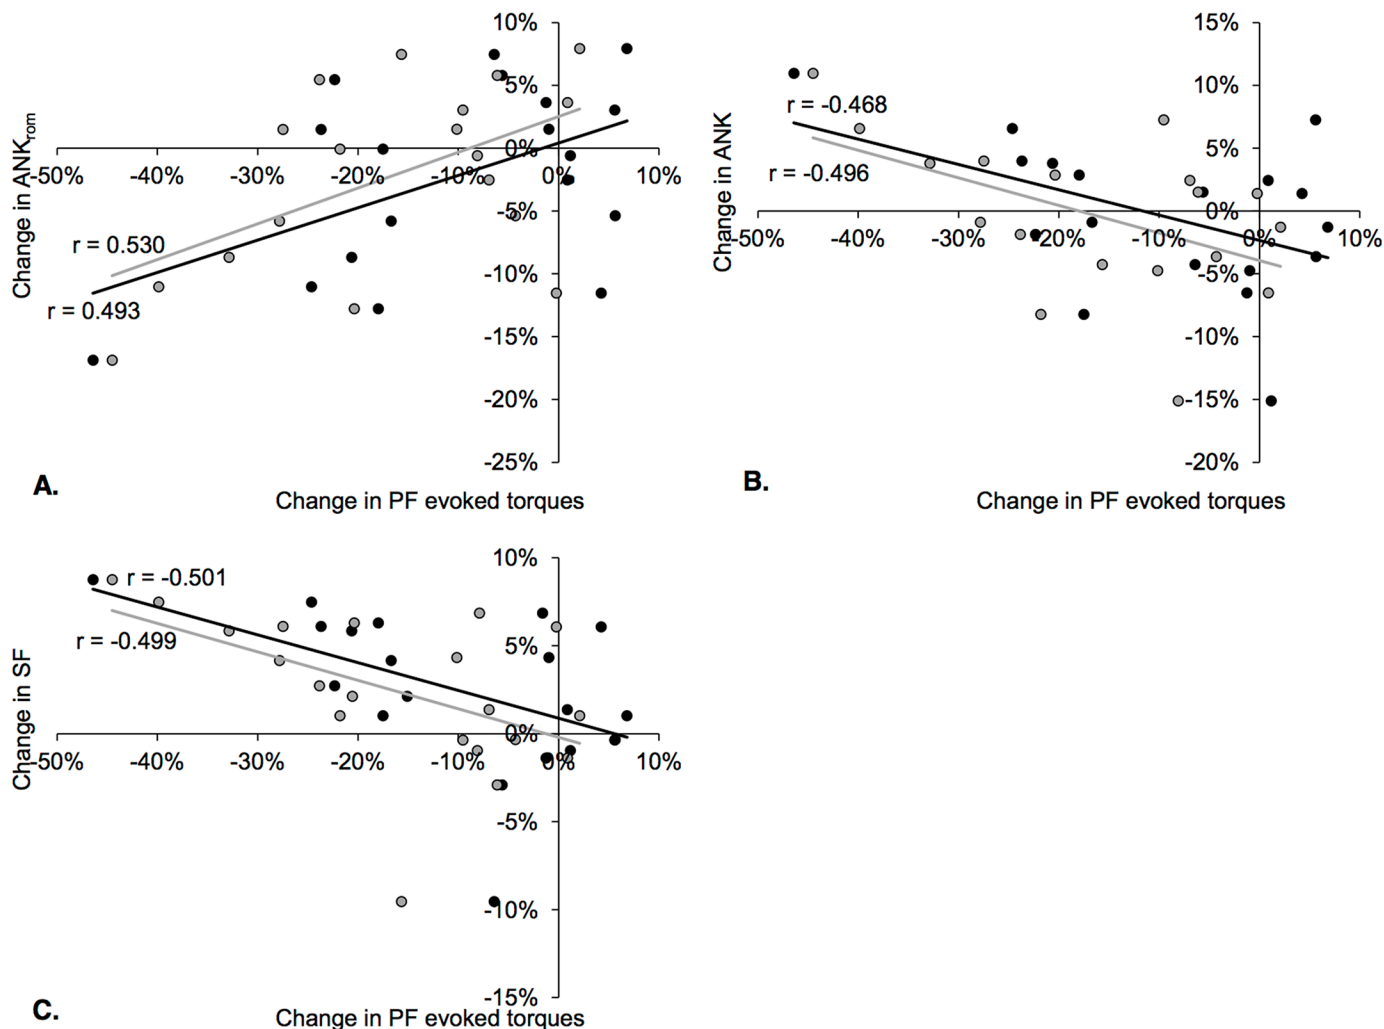 10%
5%
0%
-50% -40% -30% -20% -10% 0% 10%
-5%
-10%
-15%
-20%
-25%
Change in ANKrom
r = 0.530
r = 0.493
A.
Change in PF evoked torques
15%
10%
5%
0%
-50% -40% -30% -20% -10% 0% 10%
-5%
-10%
-15%
-20%
Change in ANK
r = -0.468
r = -0.496
B.
Change in PF evoked torques
10%
5%
0%
-50% -40% -30% -20% -10% 0% 10%
-5%
-10%
-15%
Change in SF
r = -0.501
r = -0.499
C.
Change in PF evoked torques